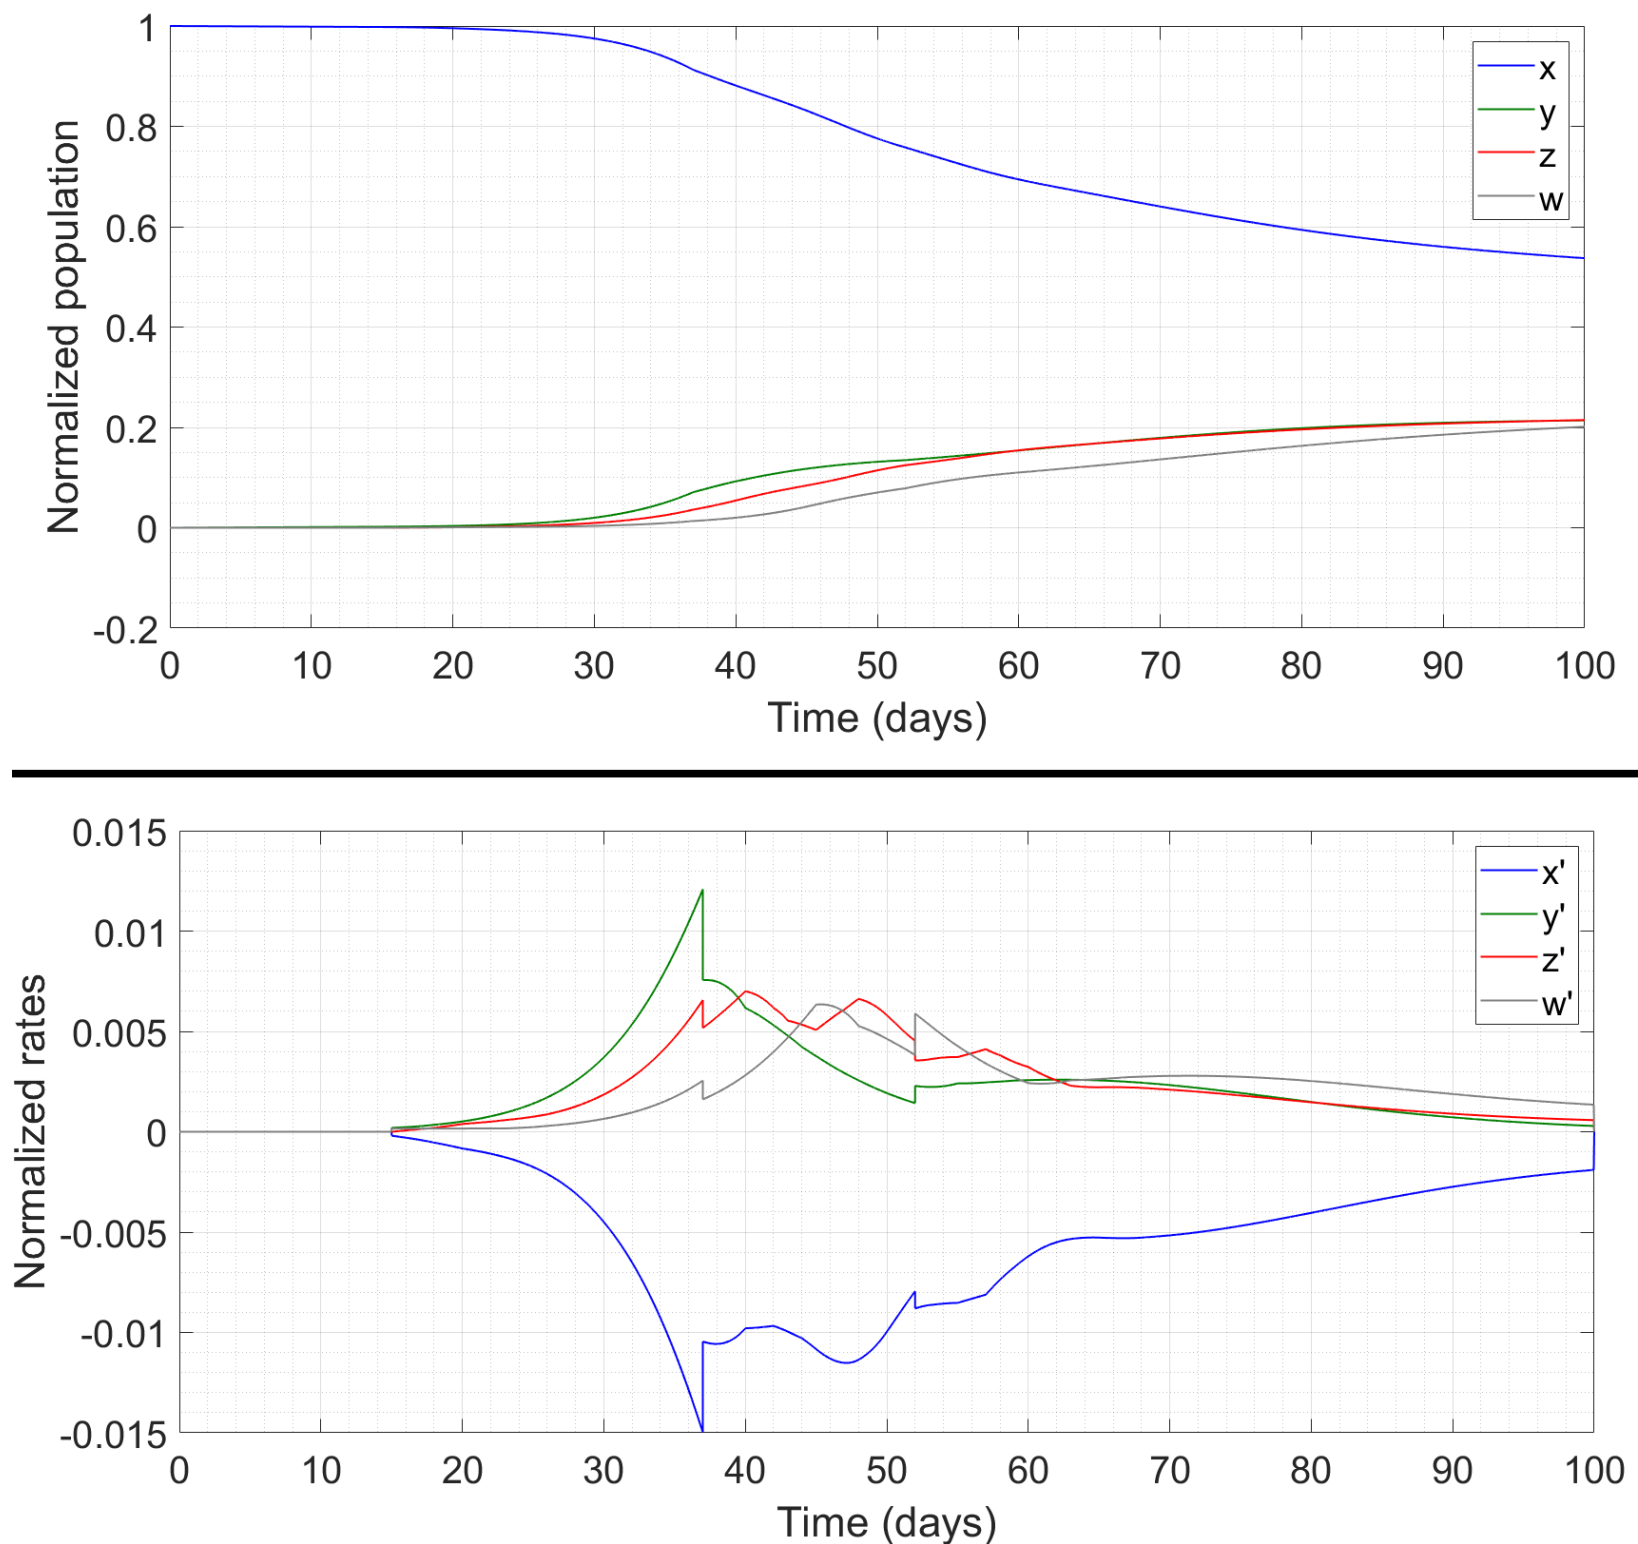 1
0.8
0.6
0.4
0.2
0
-0.2
Normalized population
0 10 20 30 40 50 60 70 80 90 100
Time (days)
x
y
z
w
0.015
0.01
0.005
0
-0.005
-0.01
-0.015
Normalized rates
0 10 20 30 40 50 60 70 80 90 100
Time (days)
x'
y'
z'
w'